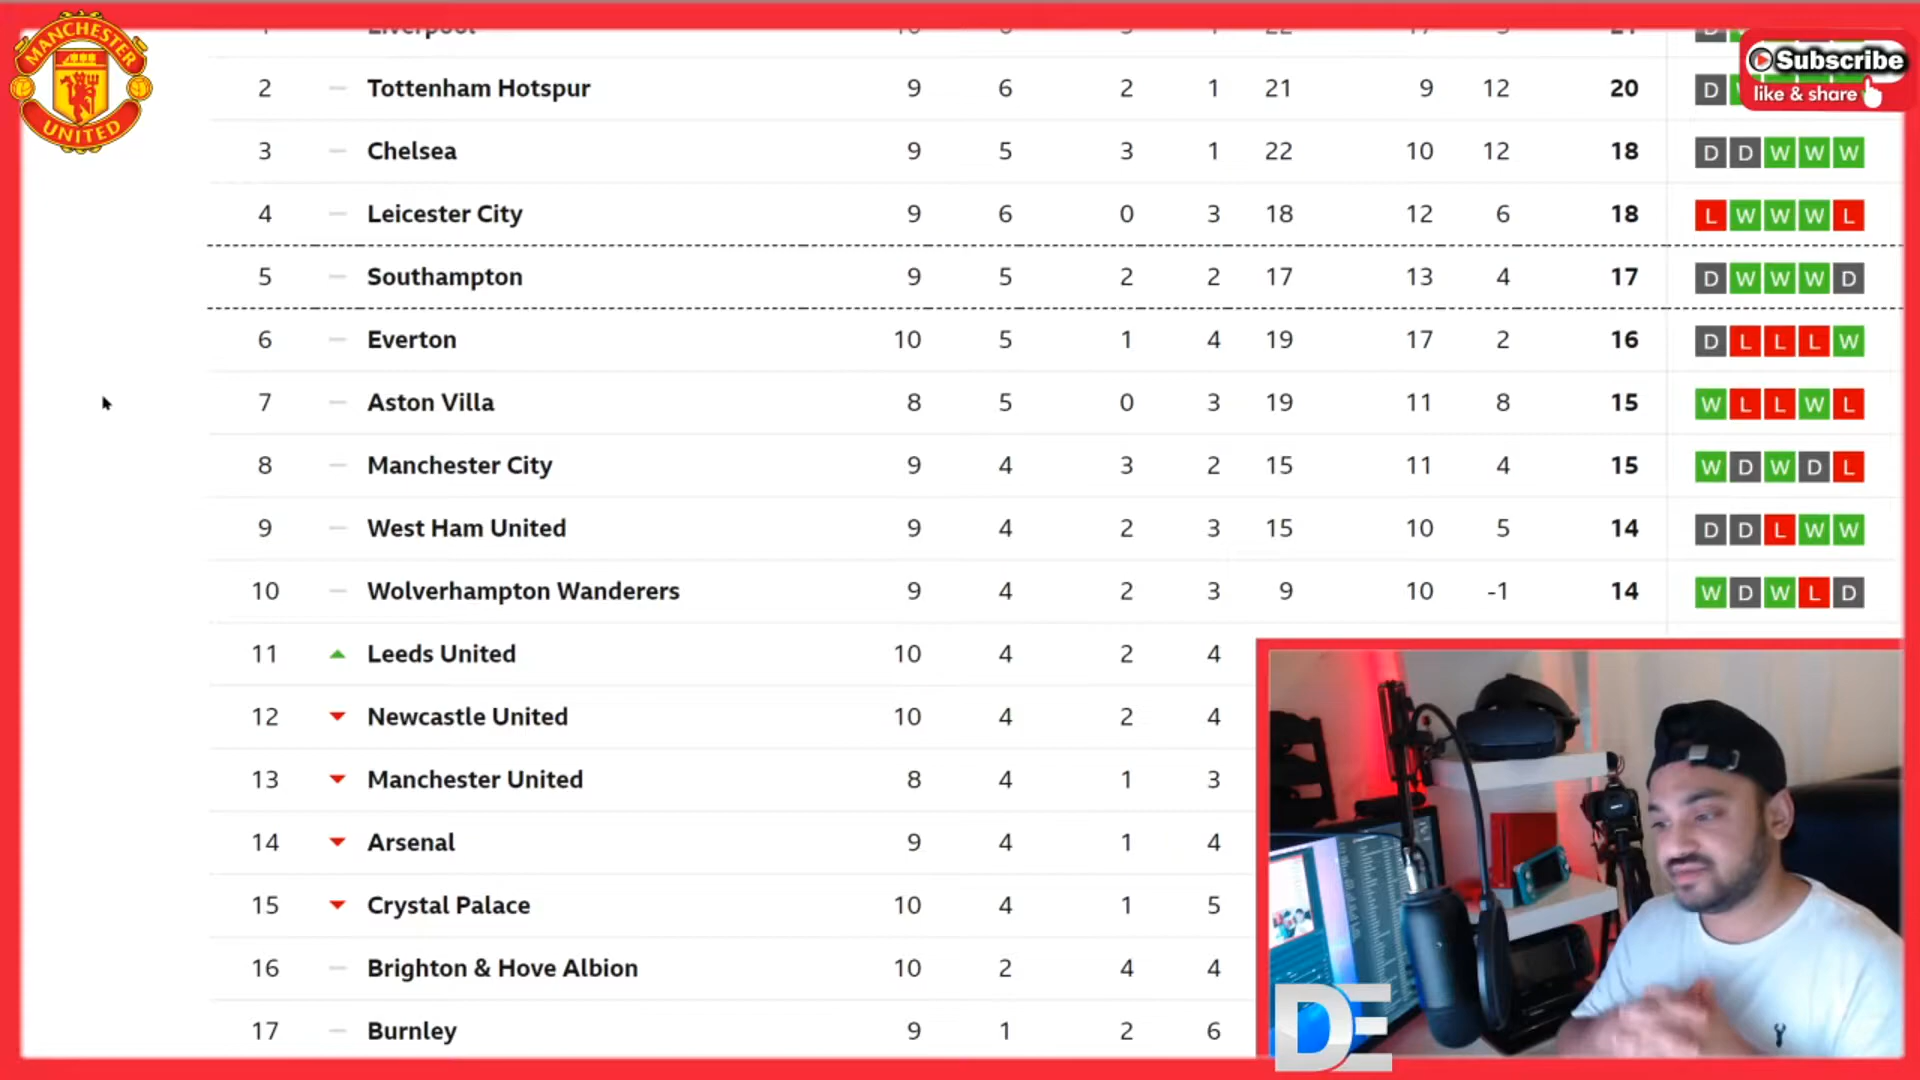 MANCHESTER
UNITED
Subscribe
like & share
Liverpool
2 Tottenham Hotspur 9 6 2 1 21 9 12 20 D
3 Chelsea 9 5 3 1 22 10 12 18 D D W W W
4 Leicester City 9 6 0 3 18 12 6 18 L W W W L
5 Southampton 9 5 2 2 17 13 4 17 D W W W D
6 Everton 10 5 1 4 19 17 2 16 D L L L W
7 Aston Villa 8 5 0 3 19 11 8 15 W L L W L
8 Manchester City 9 4 3 2 15 11 4 15 W D W D L
9 West Ham United 9 4 2 3 15 10 5 14 D D L W W
10 Wolverhampton Wanderers 9 4 2 3 9 10 -1 14 W D W L D
11 Leeds United 10 4 2 4
12 Newcastle United 10 4 2 4
13 Manchester United 8 4 1 3
14 Arsenal 9 4 1 4
15 Crystal Palace 10 4 1 5
16 Brighton & Hove Albion 10 2 4 4
17 Burnley 9 1 2 6
DE